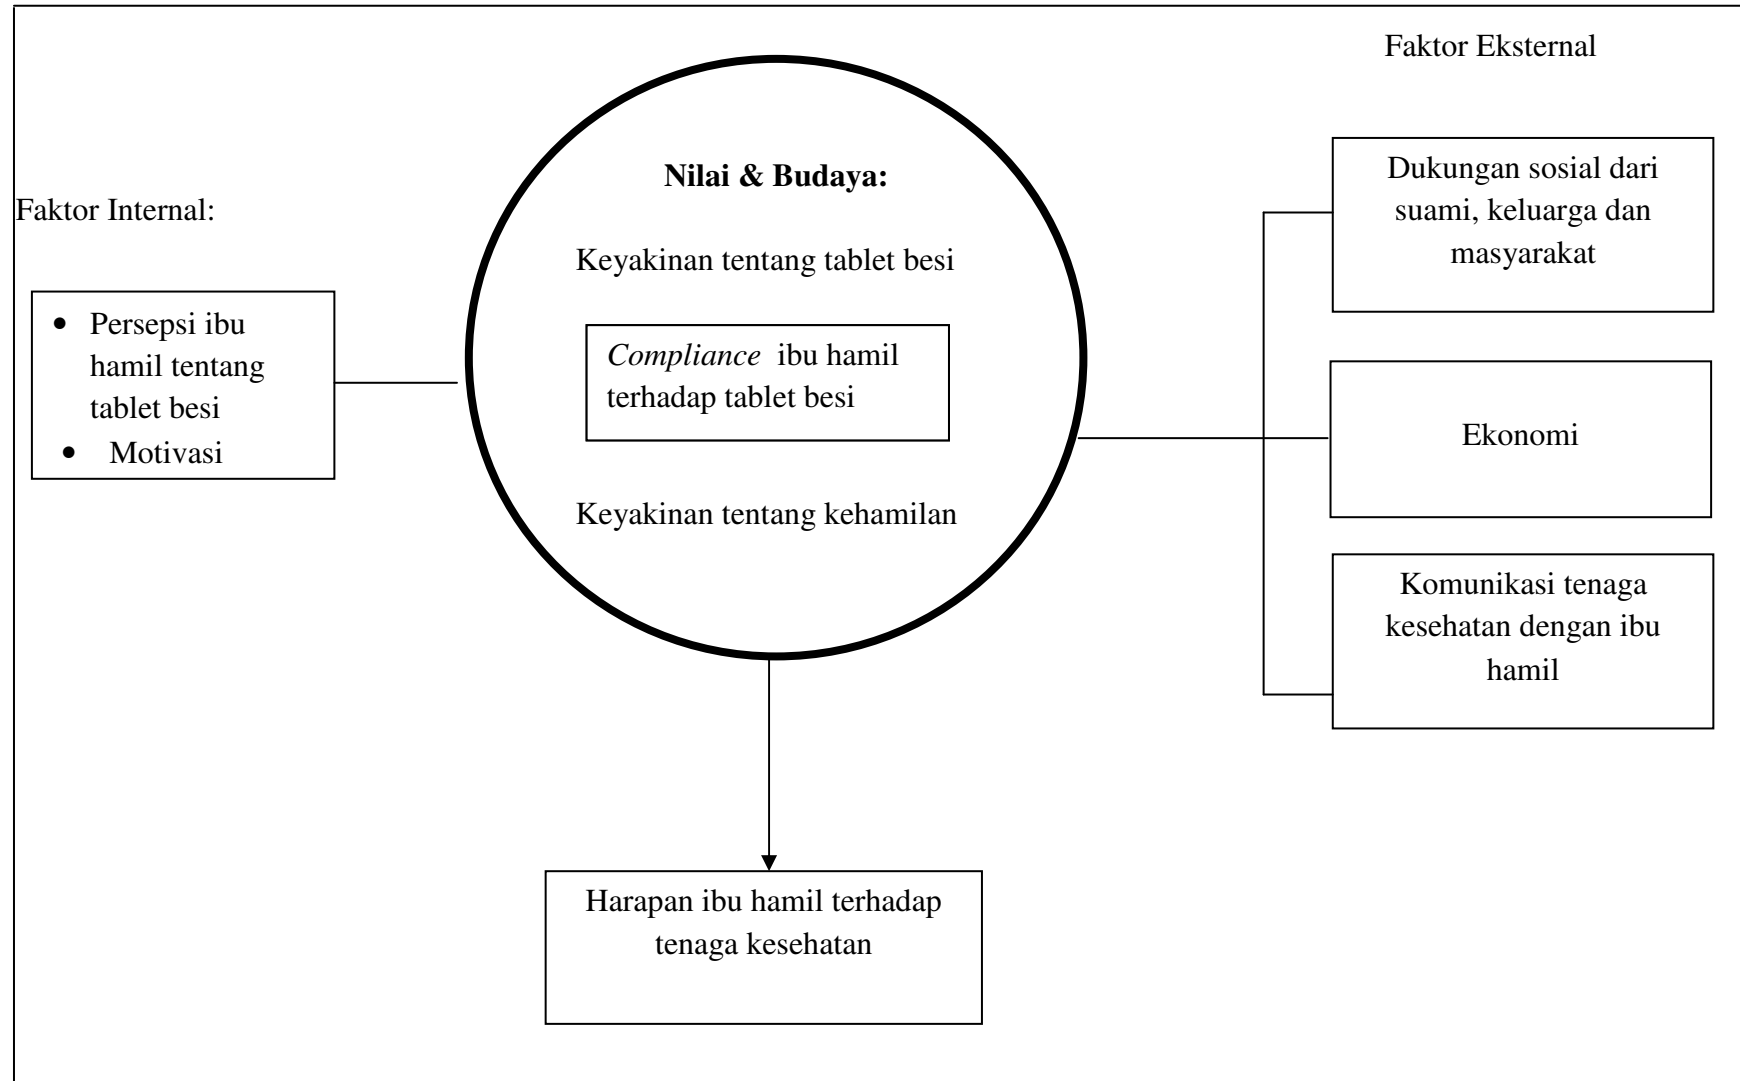 Faktor Eksternal
Faktor Internal:
• Persepsi ibu
hamil tentang
tablet besi
• Motivasi
Nilai & Budaya:
Keyakinan tentang tablet besi
Compliance ibu hamil
terhadap tablet besi
Keyakinan tentang kehamilan
Dukungan sosial dari
suami, keluarga dan
masyarakat
Ekonomi
Komunikasi tenaga
kesehatan dengan ibu
hamil
Harapan ibu hamil terhadap
tenaga kesehatan